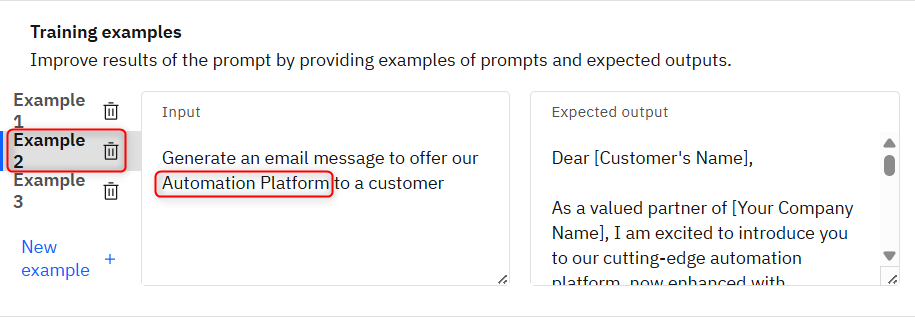 Training examples
Improve results of the prompt by providing examples of prompts and expected outputs.
Example
1
Example
2
Example
3
New
example
Input
Generate an email message to offer our
Automation Platform to a customer
Expected output
Dear [Customer's Name],
As a valued partner of [Your Company
Name], I am excited to introduce you
to our cutting-edge automation
platform, now enhanced with